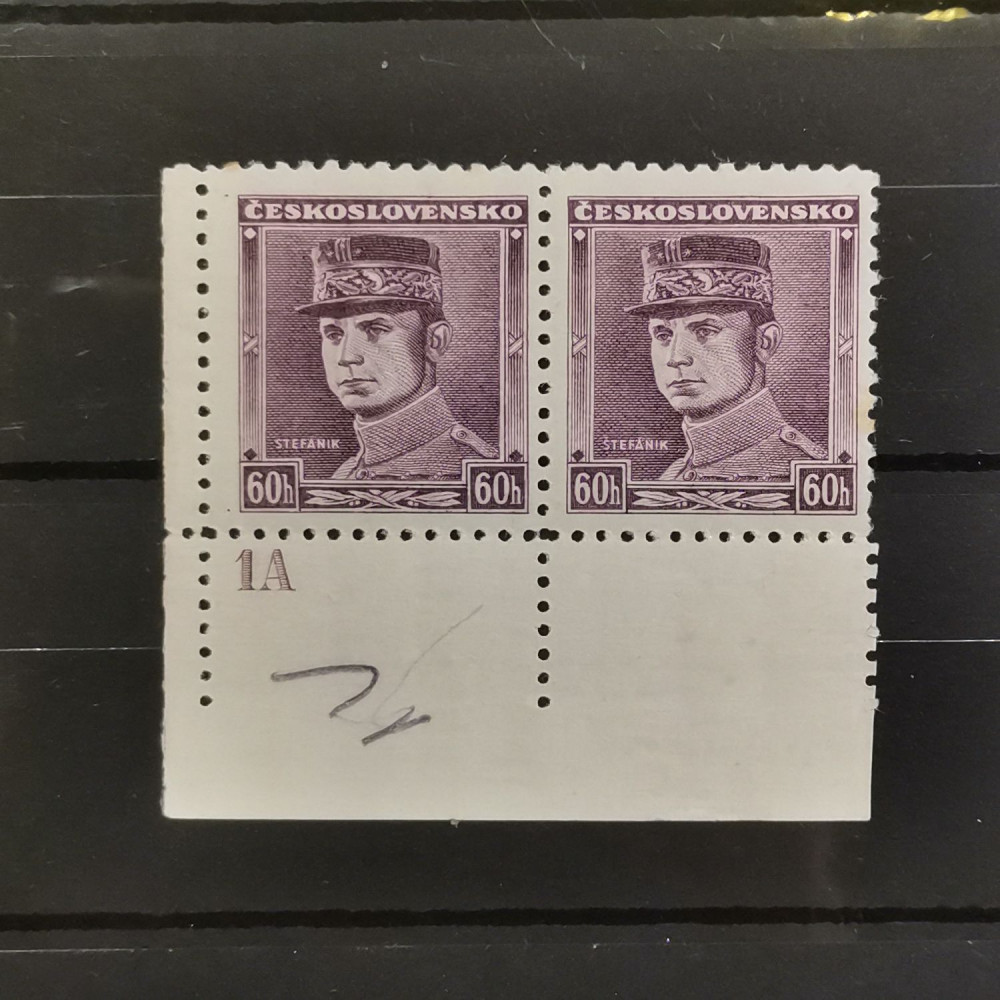 ČESKOSLOVENSKO ČESKOSLOVENSKO
ŠTEFÁNIK ŠTEFÁNIK
60h 60h 60h 60h
1A